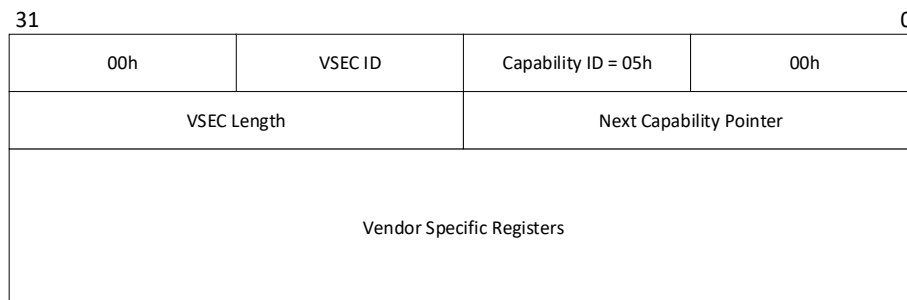 31 0
00h VSEC ID Capability ID = 05h 00h
VSEC Length Next Capability Pointer
Vendor Specific Registers